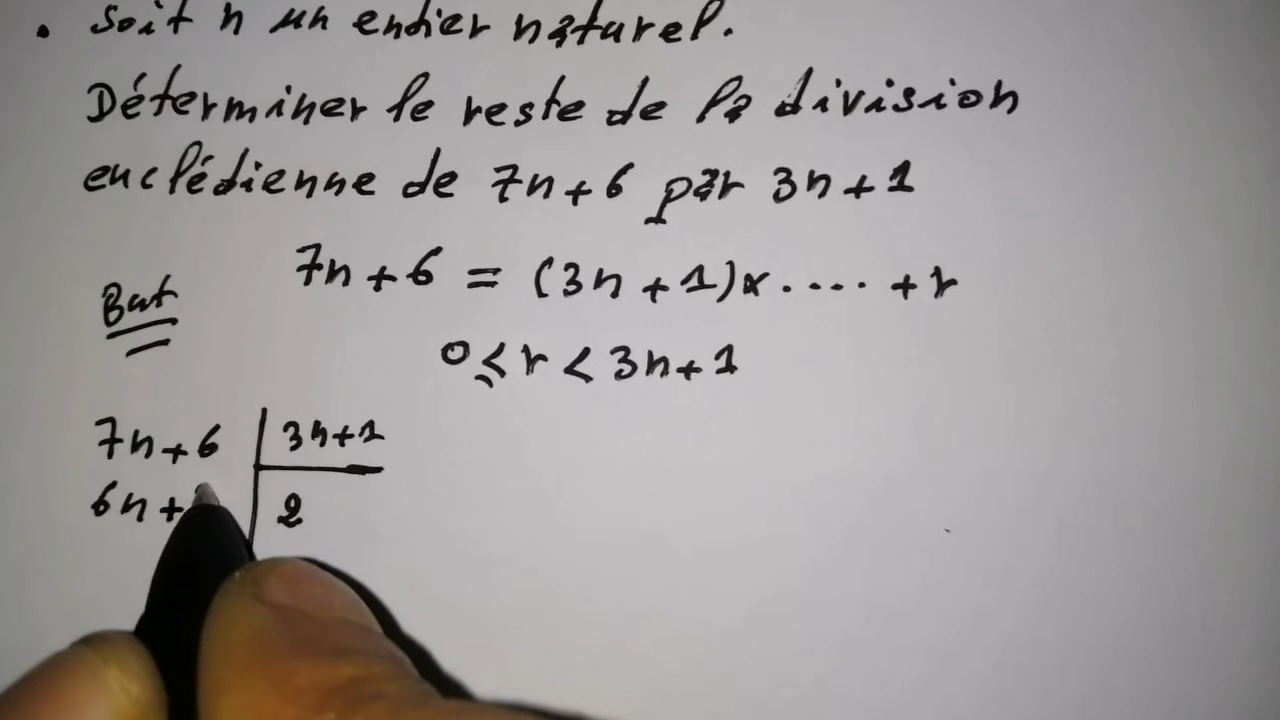 . soit n un entier naturel.
Déterminer le reste de la division
euclédienne de 7n+6 par 3n+1
But 7n+6 = (3n+1)× .... +r
0≤r<3n+1
7n+6 | 3n+1
6n+ | 2